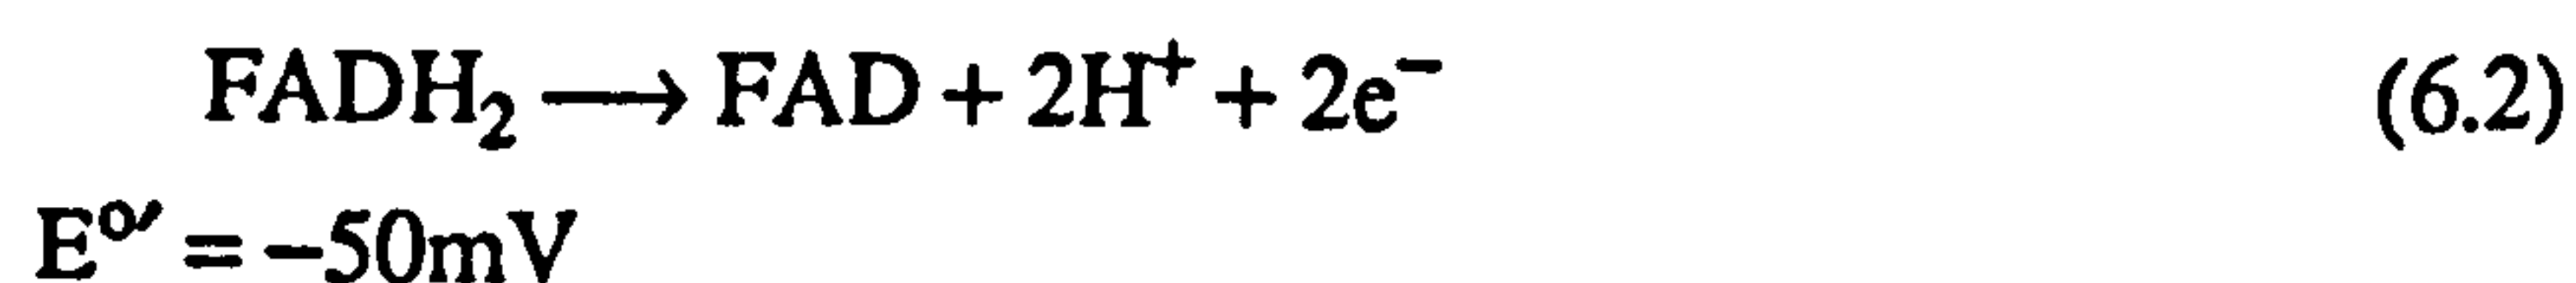 FADH₂ ⟶ FAD + 2H⁺ + 2e⁻ (6.2)
E°′ = −50mV